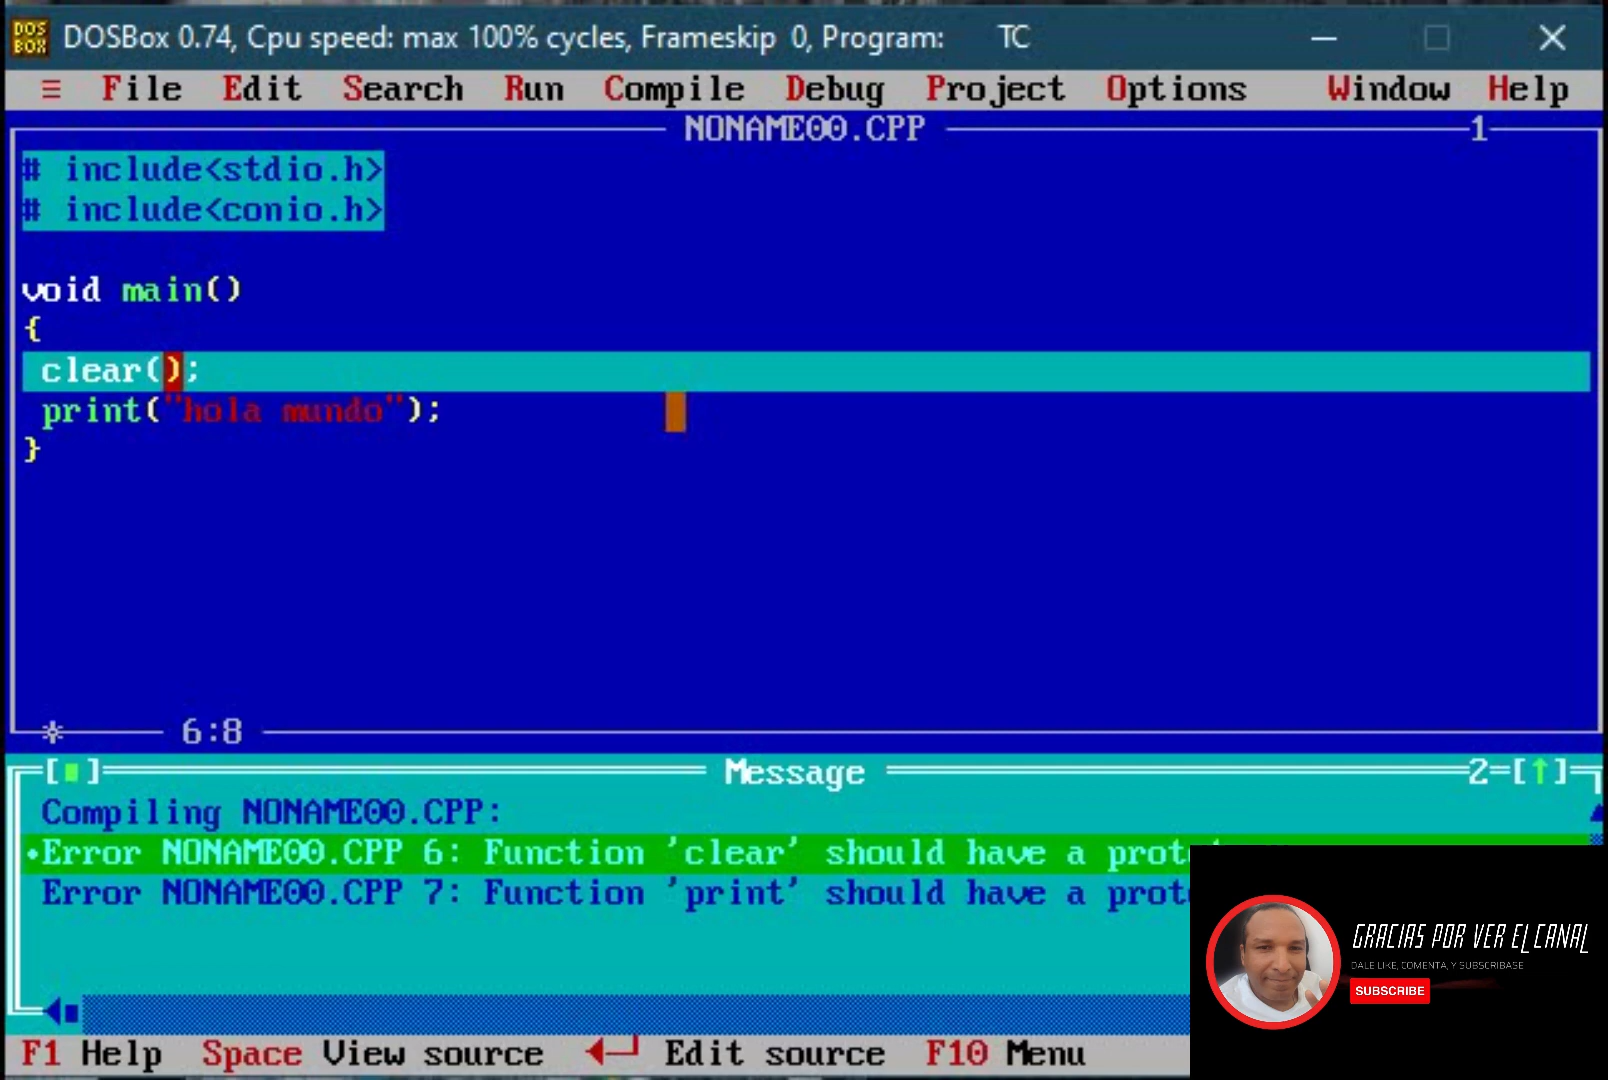 DOS
BOX
DOSBox 0.74, Cpu speed: max 100% cycles, Frameskip 0, Program: TC
≡ File Edit Search Run Compile Debug Project Options Window Help
NONAME00.CPP 1
# include<stdio.h>
# include<conio.h>
void main()
{
clear();
print("hola mundo");
}
6:8
Message 2=[↑]
Compiling NONAME00.CPP:
•Error NONAME00.CPP 6: Function 'clear' should have a prot
Error NONAME00.CPP 7: Function 'print' should have a prot
GRACIAS POR VER EL CANAL
DALE LIKE, COMENTA, Y SUBSCRIBASE
SUBSCRIBE
F1 Help Space View source ◄┘ Edit source F10 Menu